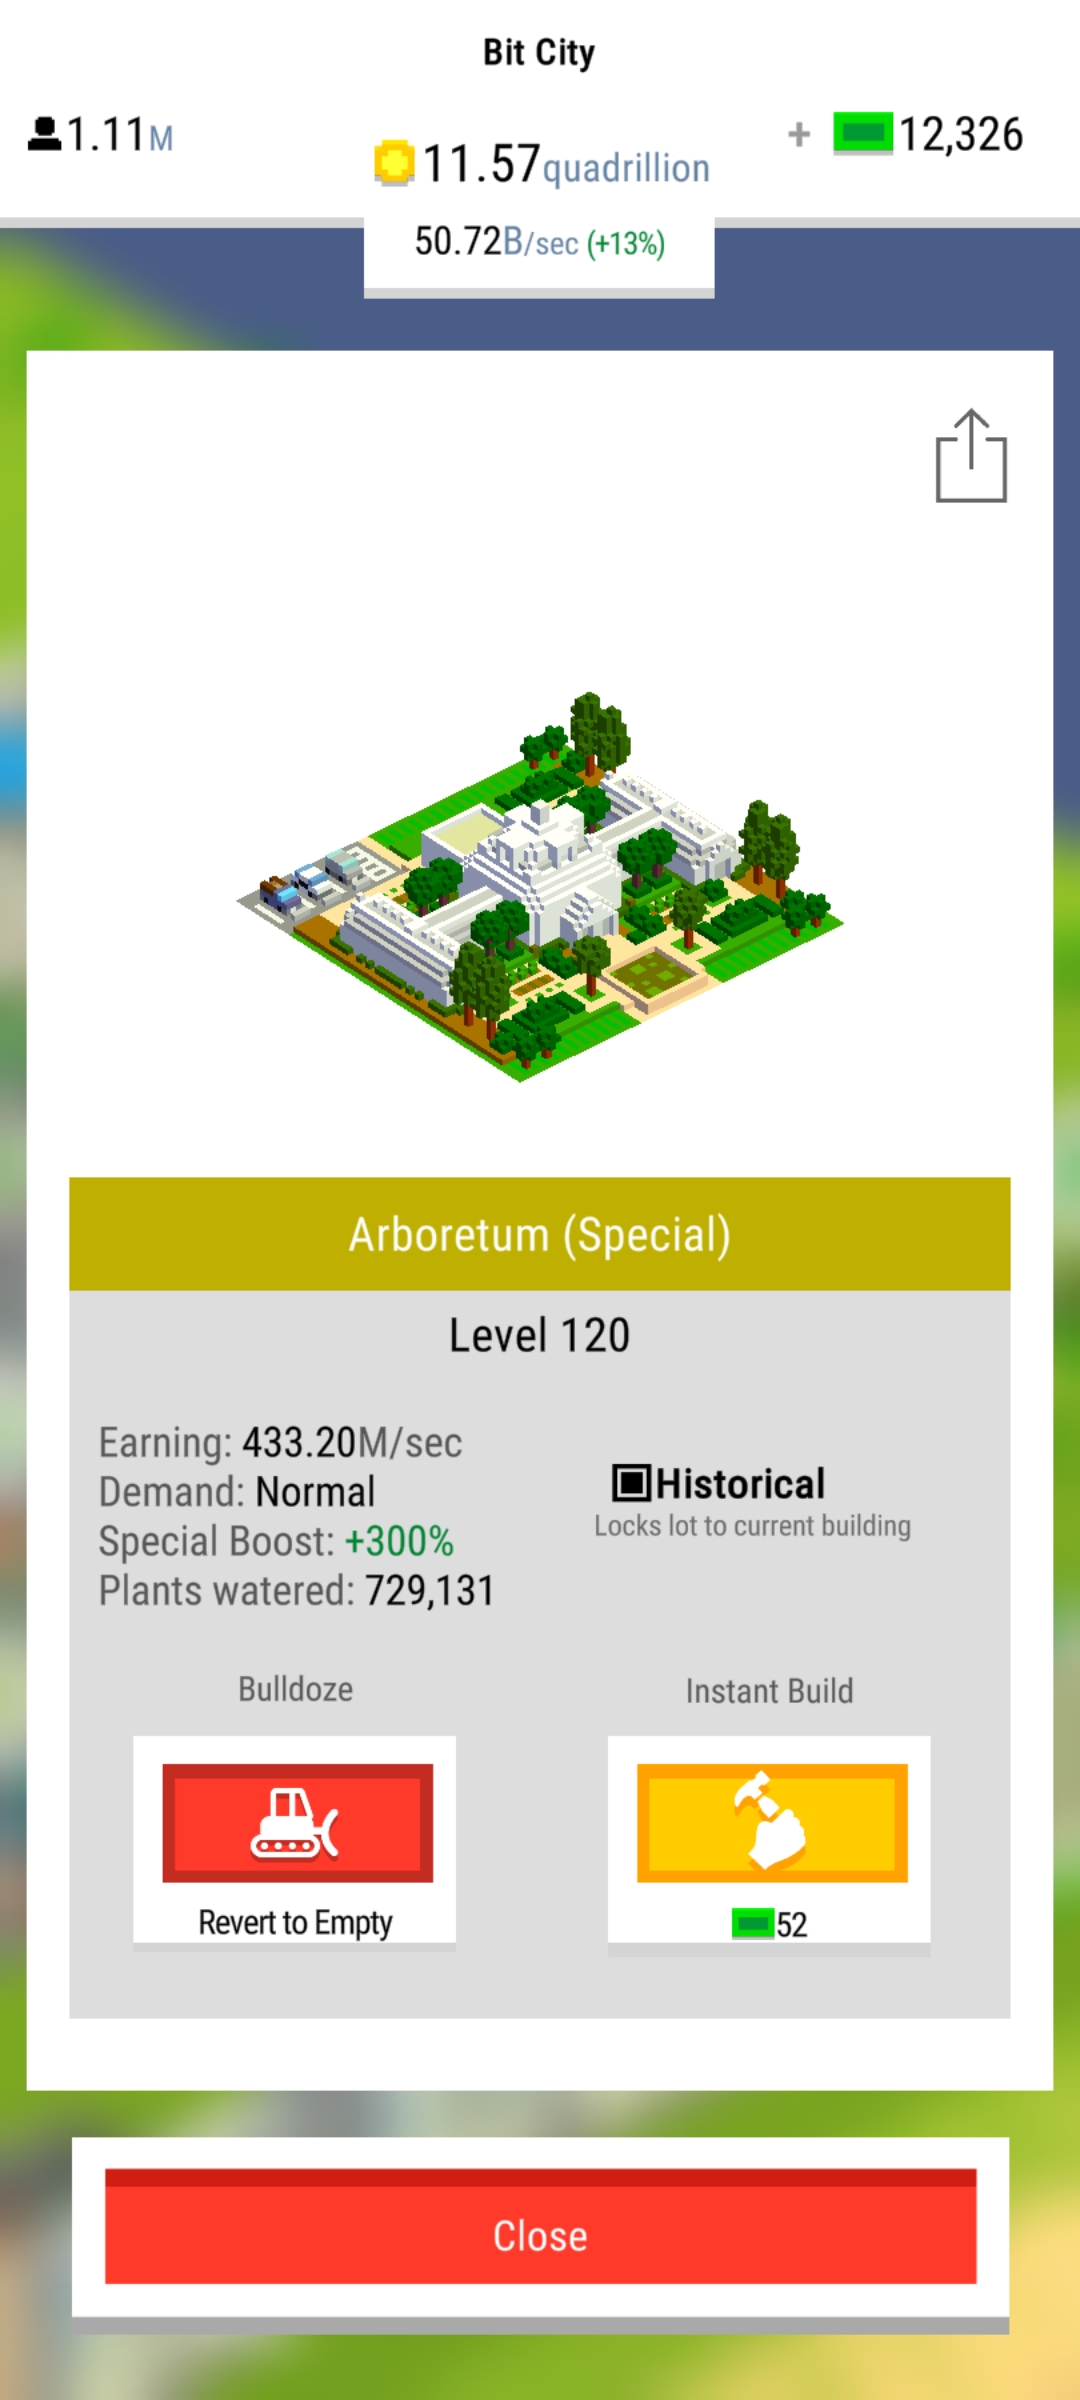 Bit City
1.11M
11.57quadrillion
+ 12,326
50.72B/sec (+13%)
Arboretum (Special)
Level 120
Earning: 433.20M/sec
Demand: Normal
Special Boost: +300%
Plants watered: 729,131
Historical
Locks lot to current building
Bulldoze
Instant Build
Revert to Empty
52
Close